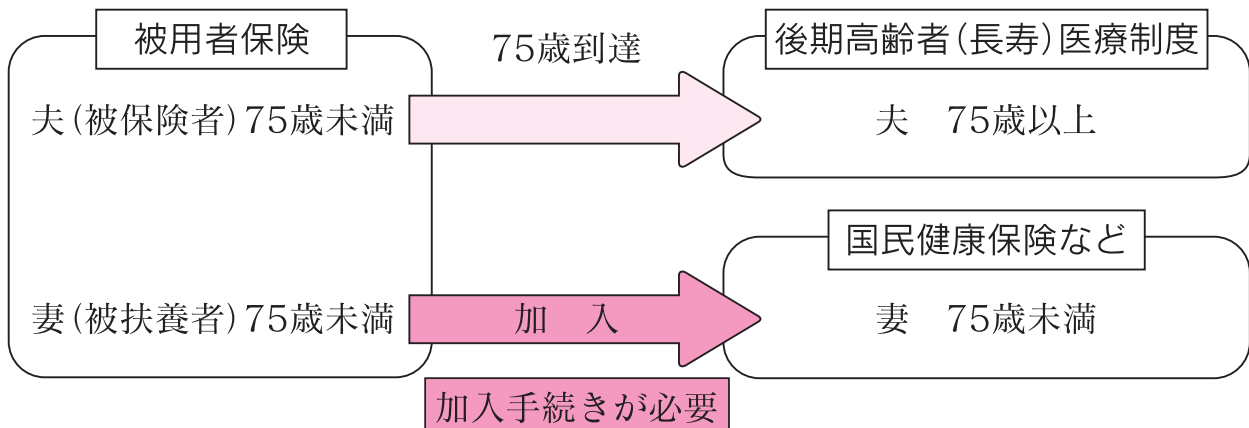 被用者保険
75歳到達
後期高齢者(長寿)医療制度
夫(被保険者)75歳未満
夫　75歳以上
国民健康保険など
妻(被扶養者)75歳未満
加　入
妻　75歳未満
加入手続きが必要